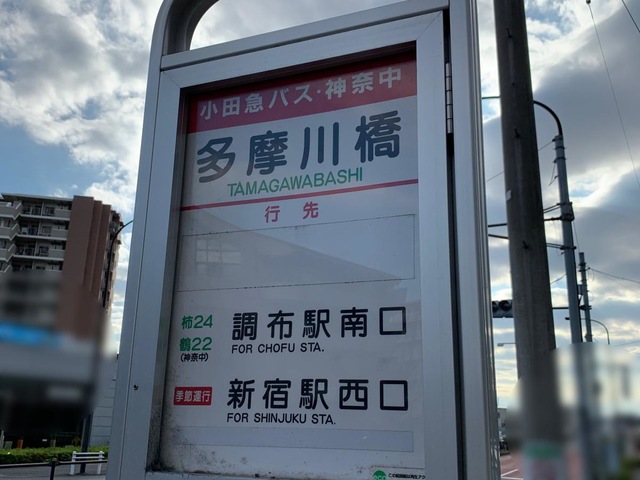 小田急バス・神奈中
多摩川橋
TAMAGAWABASHI
行先
柿24 調布駅南口
鶴22 FOR CHOFU STA.
(神奈中)
季節運行 新宿駅西口
FOR SHINJUKU STA.